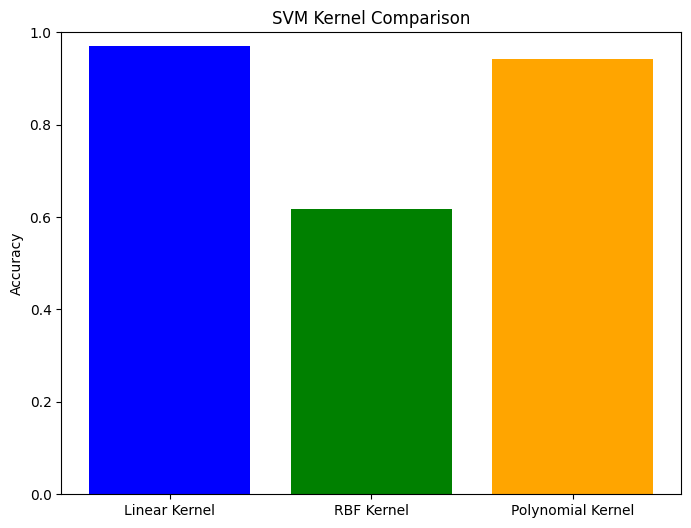 SVM Kernel Comparison
Accuracy
1.0
0.8
0.6
0.4
0.2
0.0
Linear Kernel
RBF Kernel
Polynomial Kernel